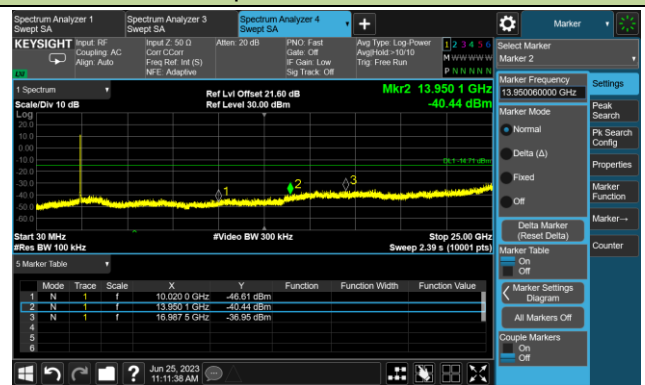 Spectrum Analyzer 1
Swept SA
Spectrum Analyzer 3
Swept SA
Spectrum Analyzer 4
Swept SA
Marker
KEYSIGHT
Input: RF
Coupling: AC
Align: Auto
Input Z: 50 Ω
Corr CCorr
Freq Ref: Int (S)
NFE: Adaptive
Atten: 20 dB
PNO: Fast
Gate: Off
IF Gain: Low
Sig Track: Off
Avg Type: Log-Power
Avg|Hold:>10/10
Trig: Free Run
1 2 3 4 5 6
M W W W W W
P N N N N N
LV
Select Marker
Marker 2
1 Spectrum
Scale/Div 10 dB
Log
Ref Lvl Offset 21.60 dB
Ref Level 30.00 dBm
Mkr2 13.950 1 GHz
-40.44 dBm
20.0
10.0
0.00
-10.0
-20.0
-30.0
-40.0
-50.0
-60.0
DL1 -14.71 dBm
1
2
3
Start 30 MHz
#Res BW 100 kHz
#Video BW 300 kHz
Stop 25.00 GHz
Sweep 2.39 s (10001 pts)
5 Marker Table
Mode Trace Scale X Y Function Function Width Function Value
1 N 1 f 10.020 0 GHz -46.61 dBm
2 N 1 f 13.950 1 GHz -40.44 dBm
3 N 1 f 16.987 5 GHz -36.95 dBm
4
5
6
Marker Frequency
13.950060000 GHz
Marker Mode
Normal
Delta (Δ)
Fixed
Off
Delta Marker
(Reset Delta)
Marker Table
On
Off
Marker Settings
Diagram
All Markers Off
Couple Markers
On
Off
Settings
Peak
Search
Pk Search
Config
Properties
Marker
Function
Marker→
Counter
?
Jun 25, 2023
11:11:38 AM